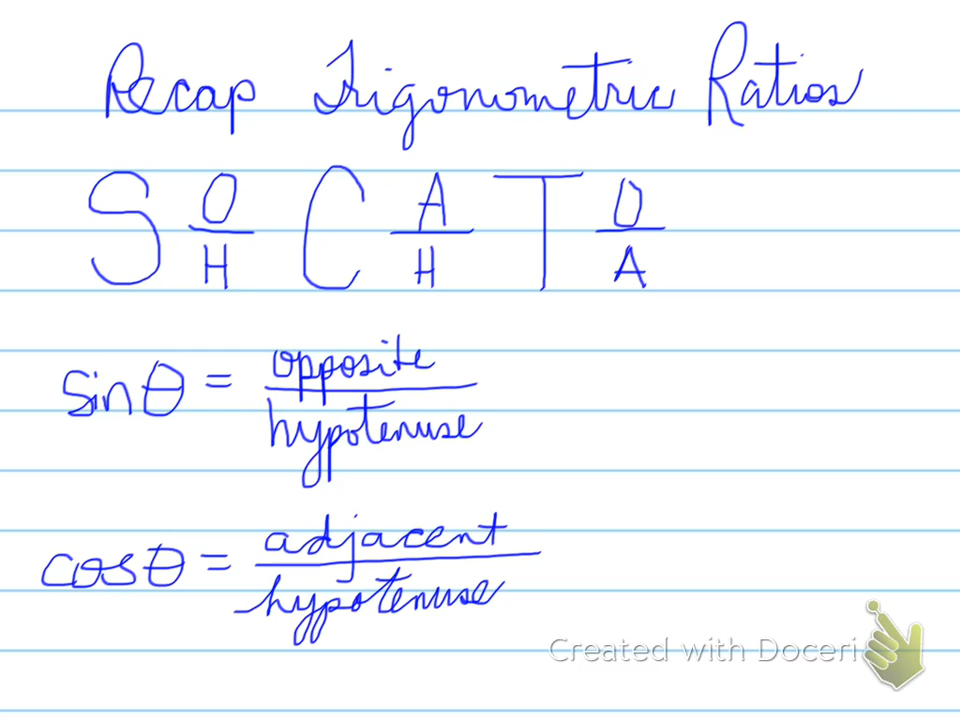 Recap Trigonometric Ratios
S O/H C A/H T O/A
sinθ = opposite/hypotenuse
cosθ = adjacent/hypotenuse
Created with Doceri